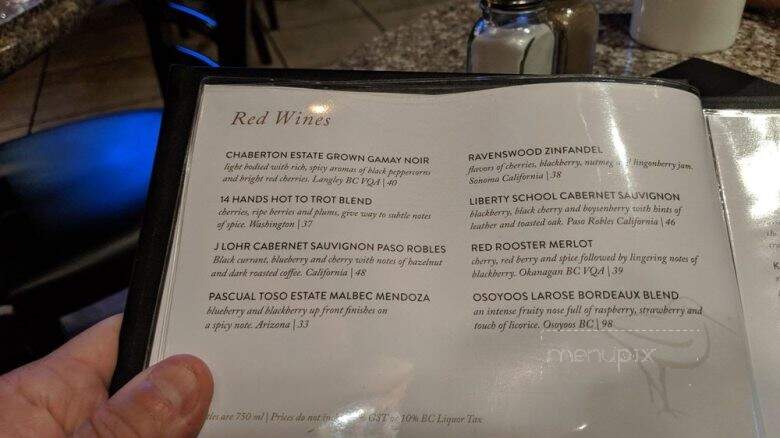 Red Wines
CHABERTON ESTATE GROWN GAMAY NOIR
light bodied with rich, spicy aromas of black peppercorns
and bright red cherries. Langley BC VQA | 40
14 HANDS HOT TO TROT BLEND
cherries, ripe berries and plums, give way to subtle notes
of spice. Washington | 37
J LOHR CABERNET SAUVIGNON PASO ROBLES
Black currant, blueberry and cherry with notes of hazelnut
and dark roasted coffee. California | 48
PASCUAL TOSO ESTATE MALBEC MENDOZA
blueberry and blackberry up front finishes on
a spicy note. Arizona | 33
RAVENSWOOD ZINFANDEL
flavors of cherries, blackberry, nutmeg and lingonberry jam.
Sonoma California | 38
LIBERTY SCHOOL CABERNET SAUVIGNON
blackberry, black cherry and boysenberry with hints of
leather and toasted oak. Paso Robles California | 46
RED ROOSTER MERLOT
cherry, red berry and spice followed by lingering notes of
blackberry. Okanagan BC VQA | 39
OSOYOOS LAROSE BORDEAUX BLEND
an intense fruity nose full of raspberry, strawberry and
touch of licorice. Osoyoos BC | 98
menupix
are 750 ml | Prices do not GST or 10% BC Liquor Tax